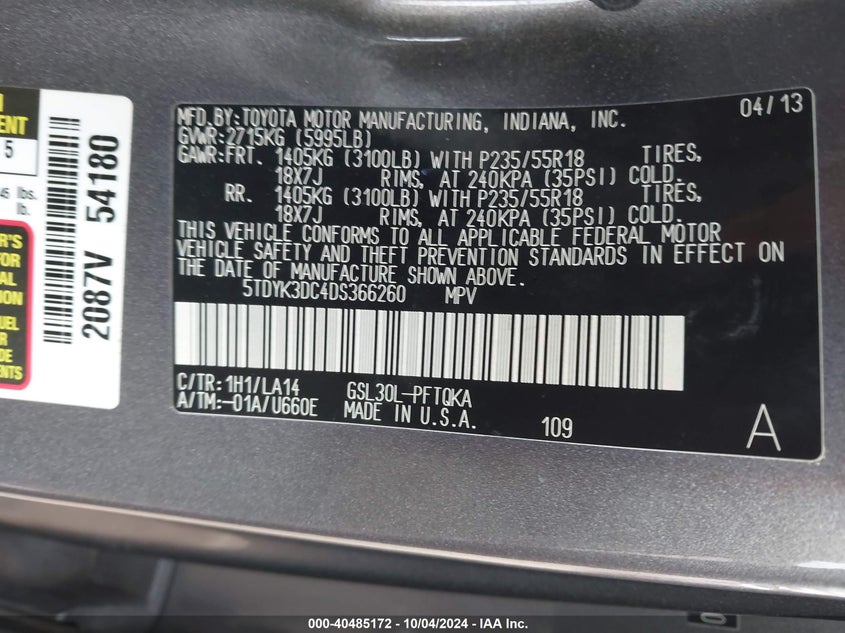 MFD.BY:TOYOTA MOTOR MANUFACTURING, INDIANA, INC. 04/13
GVWR:2715KG (5995LB)
GAWR:FRT. 1405KG (3100LB) WITH P235/55R18 TIRES,
18X7J RIMS, AT 240KPA (35PSI) COLD.
RR. 1405KG (3100LB) WITH P235/55R18 TIRES,
18X7J RIMS, AT 240KPA (35PSI) COLD.
THIS VEHICLE CONFORMS TO ALL APPLICABLE FEDERAL MOTOR
VEHICLE SAFETY AND THEFT PREVENTION STANDARDS IN EFFECT ON
THE DATE OF MANUFACTURE SHOWN ABOVE.
5TDYK3DC4DS366260 MPV
C/TR:1H1/LA14 GSL30L-PFTQKA
A/TM:-01A/U660E MADE IN U.S.A. 109 A
2087V 54180
5
lbs.
lb.
000-40485172 - 10/04/2024 - IAA Inc.